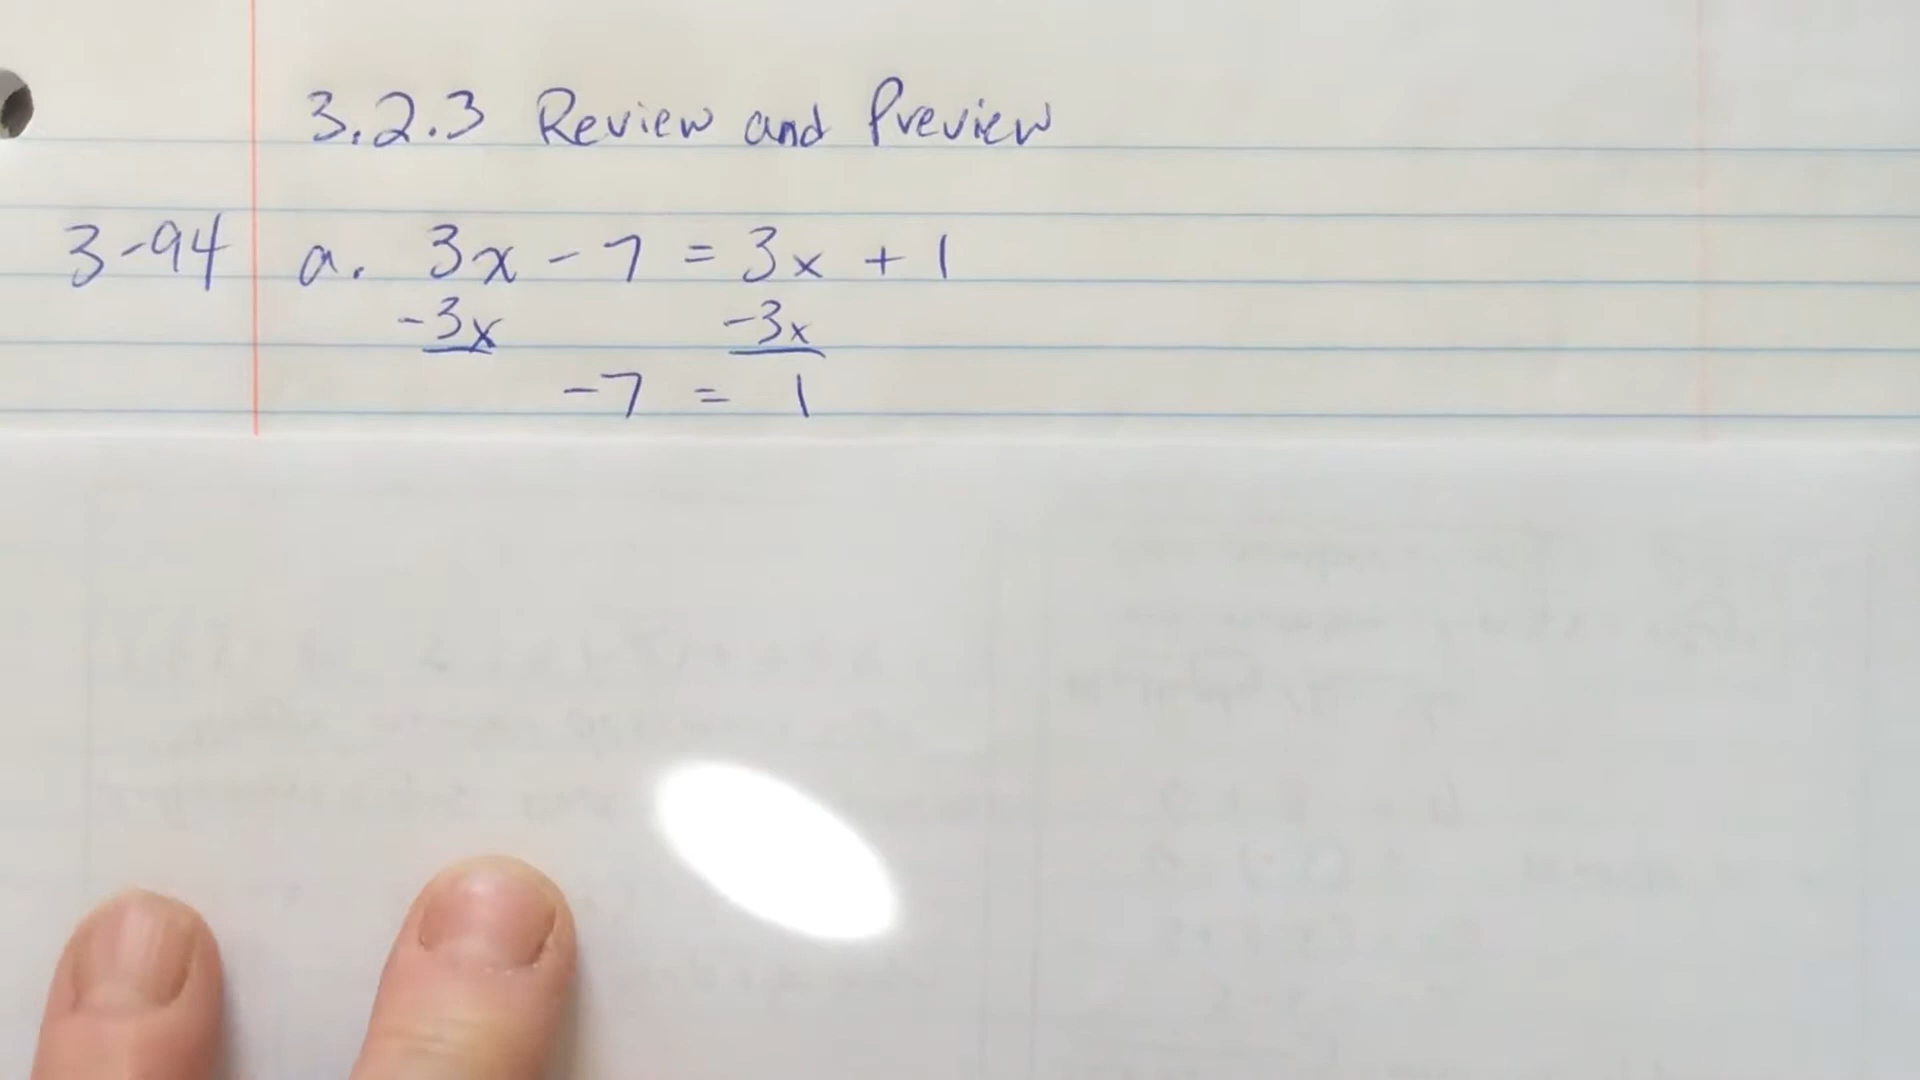 3.2.3 Review and Preview
3-94 a. 3x - 7 = 3x + 1
-3x -3x
-7 = 1